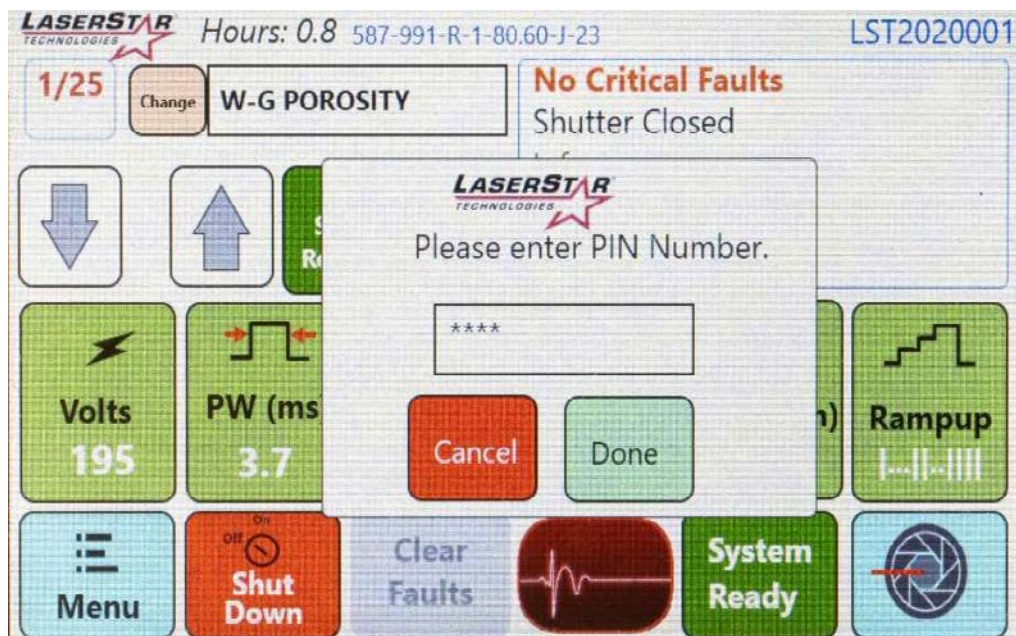 LASERSTAR
TECHNOLOGIES
Hours: 0.8
587-991-R-1-80.60-J-23
LST2020001
1/25
Change
W-G POROSITY
No Critical Faults
Shutter Closed
LASERSTAR
TECHNOLOGIES
Please enter PIN Number.
****
Cancel
Done
Volts
195
PW (ms
3.7
Rampup
Menu
Off
On
Shut
Down
Clear
Faults
System
Ready